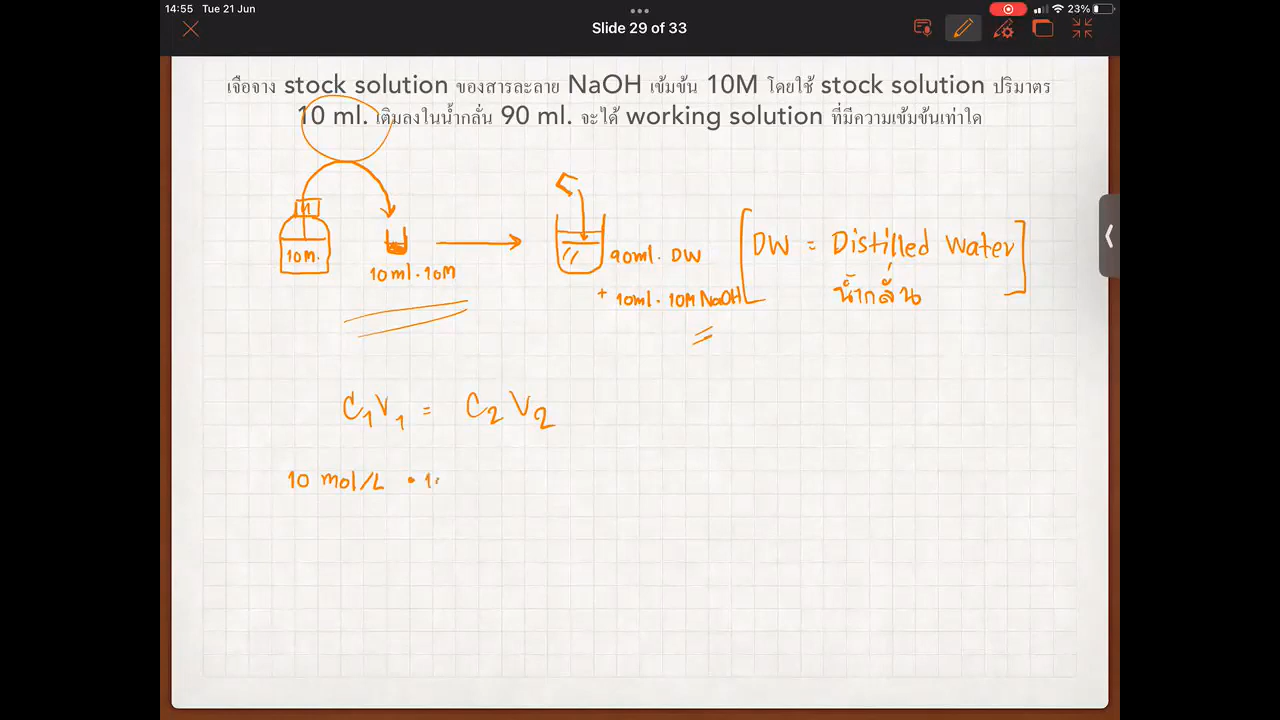 14:55 Tue 21 Jun
23%
Slide 29 of 33
เจือจาง stock solution ของสารละลาย NaOH เข้มข้น 10M โดยใช้ stock solution ปริมาตร
10 ml. เติมลงในน้ำกลั่น 90 ml. จะได้ working solution ที่มีความเข้มข้นเท่าใด
10M.
10ml. 10M
90ml. DW
+ 10ml. 10M NaOH
DW = Distilled Water
น้ำกลั่น
C₁V₁ = C₂V₂
10 mol/L •